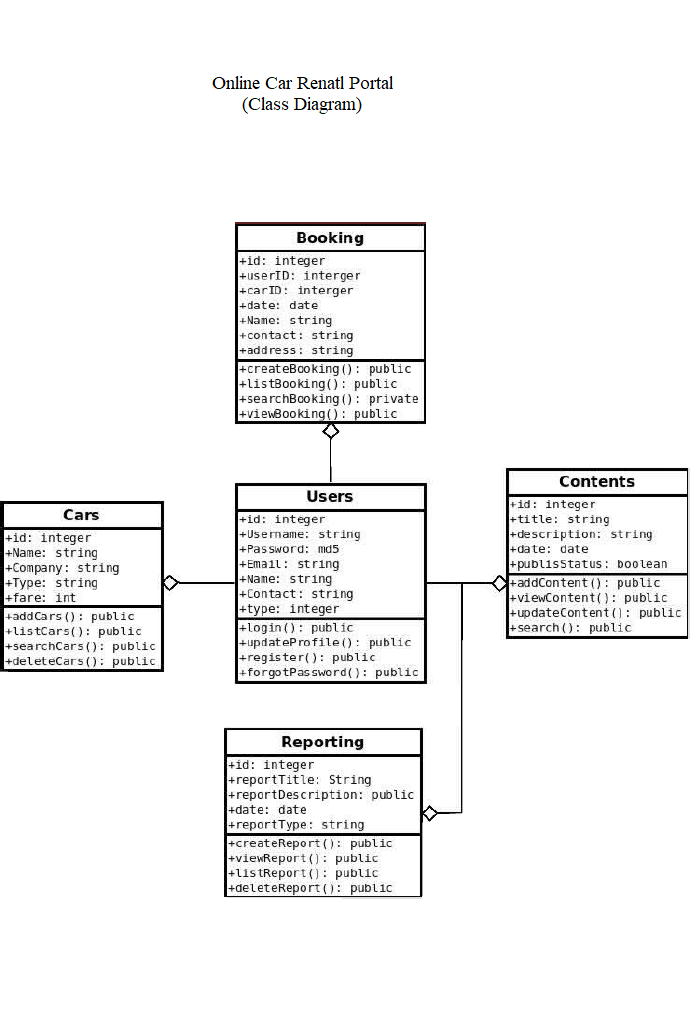 Online Car Renatl Portal
(Class Diagram)
Booking
+id: integer
+userID: interger
+carID: interger
+date: date
+Name: string
+contact: string
+address: string
+createBooking(): public
+listBooking(): public
+searchBooking(): private
+viewBooking(): public
Cars
+id: integer
+Name: string
+Company: string
+Type: string
+fare: int
+addCars(): public
+listCars(): public
+searchCars(): public
+deleteCars(): public
Users
+id: integer
+Username: string
+Password: md5
+Email: string
+Name: string
+Contact: string
+type: integer
+login(): public
+updateProfile(): public
+register(): public
+forgotPassword(): public
Contents
+id: integer
+title: string
+description: string
+date: date
+publisStatus: boolean
+addContent(): public
+viewContent(): public
+updateContent(): public
+search(): public
Reporting
+id: integer
+reportTitle: String
+reportDescription: public
+date: date
+reportType: string
+createReport(): public
+viewReport(): public
+listReport(): public
+deleteReport(): public